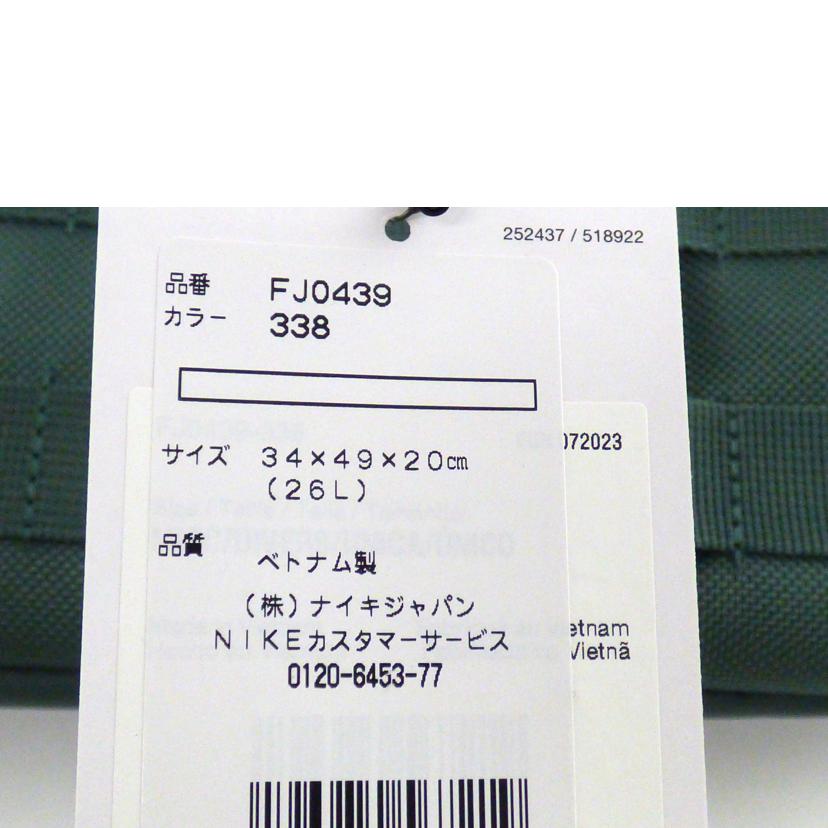 252437 / 518922
品番 FJ0439
カラー 338
072023
サイズ 34×49×20㎝
(26L)
品質
ベトナム製
(株)ナイキジャパン
NIKEカスタマーサービス
0120-6453-77
etnam
Vietnã